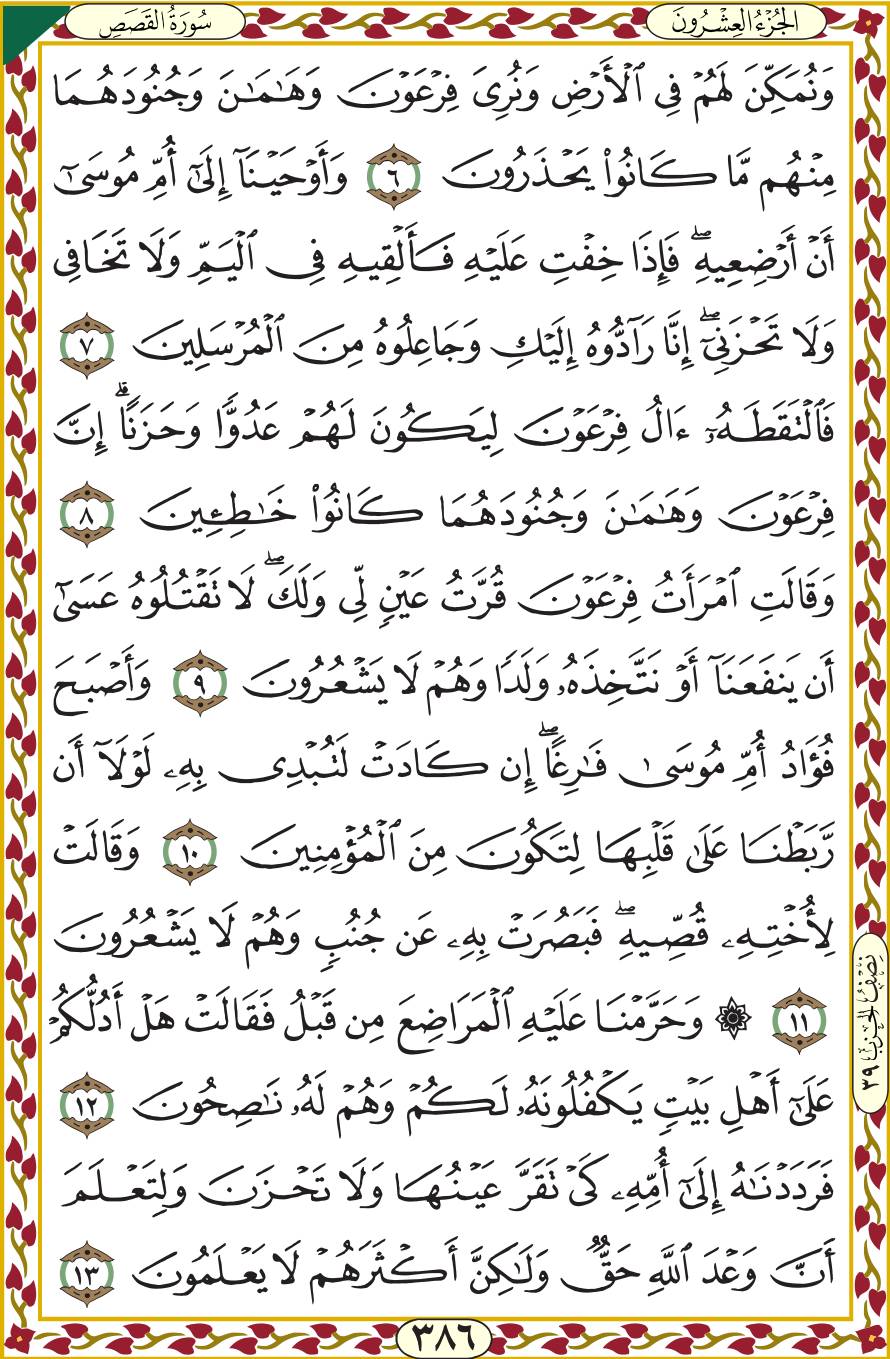 الجُزْءُ العِشْرُونَ
سُورَةُ القَصَصِ
وَنُمَكِّنَ لَهُمْ فِي ٱلْأَرْضِ وَنُرِيَ فِرْعَوْنَ وَهَٰمَٰنَ وَجُنُودَهُمَا
مِنْهُم مَّا كَانُوا۟ يَحْذَرُونَ ٦ وَأَوْحَيْنَآ إِلَىٰٓ أُمِّ مُوسَىٰٓ
أَنْ أَرْضِعِيهِ ۖ فَإِذَا خِفْتِ عَلَيْهِ فَأَلْقِيهِ فِي ٱلْيَمِّ وَلَا تَخَافِي
وَلَا تَحْزَنِيٓ ۖ إِنَّا رَآدُّوهُ إِلَيْكِ وَجَاعِلُوهُ مِنَ ٱلْمُرْسَلِينَ ٧
فَٱلْتَقَطَهُۥٓ ءَالُ فِرْعَوْنَ لِيَكُونَ لَهُمْ عَدُوًّا وَحَزَنًا ۗ إِنَّ
فِرْعَوْنَ وَهَٰمَٰنَ وَجُنُودَهُمَا كَانُوا۟ خَٰطِـِٔينَ ٨
وَقَالَتِ ٱمْرَأَتُ فِرْعَوْنَ قُرَّتُ عَيْنٍ لِّي وَلَكَ ۖ لَا تَقْتُلُوهُ عَسَىٰٓ
أَن يَنفَعَنَآ أَوْ نَتَّخِذَهُۥ وَلَدًا وَهُمْ لَا يَشْعُرُونَ ٩ وَأَصْبَحَ
فُؤَادُ أُمِّ مُوسَىٰ فَٰرِغًا ۖ إِن كَادَتْ لَتُبْدِي بِهِۦ لَوْلَآ أَن
رَّبَطْنَا عَلَىٰ قَلْبِهَا لِتَكُونَ مِنَ ٱلْمُؤْمِنِينَ ١٠ وَقَالَتْ
لِأُخْتِهِۦ قُصِّيهِ ۖ فَبَصُرَتْ بِهِۦ عَن جُنُبٍ وَهُمْ لَا يَشْعُرُونَ
١١ ۞ وَحَرَّمْنَا عَلَيْهِ ٱلْمَرَاضِعَ مِن قَبْلُ فَقَالَتْ هَلْ أَدُلُّكُمْ
عَلَىٰٓ أَهْلِ بَيْتٍ يَكْفُلُونَهُۥ لَكُمْ وَهُمْ لَهُۥ نَٰصِحُونَ ١٢
فَرَدَدْنَٰهُ إِلَىٰٓ أُمِّهِۦ كَيْ تَقَرَّ عَيْنُهَا وَلَا تَحْزَنَ وَلِتَعْلَمَ
أَنَّ وَعْدَ ٱللَّهِ حَقٌّ وَلَٰكِنَّ أَكْثَرَهُمْ لَا يَعْلَمُونَ ١٣
نِصْفُ الحِزْبِ ٣٩
٣٨٦